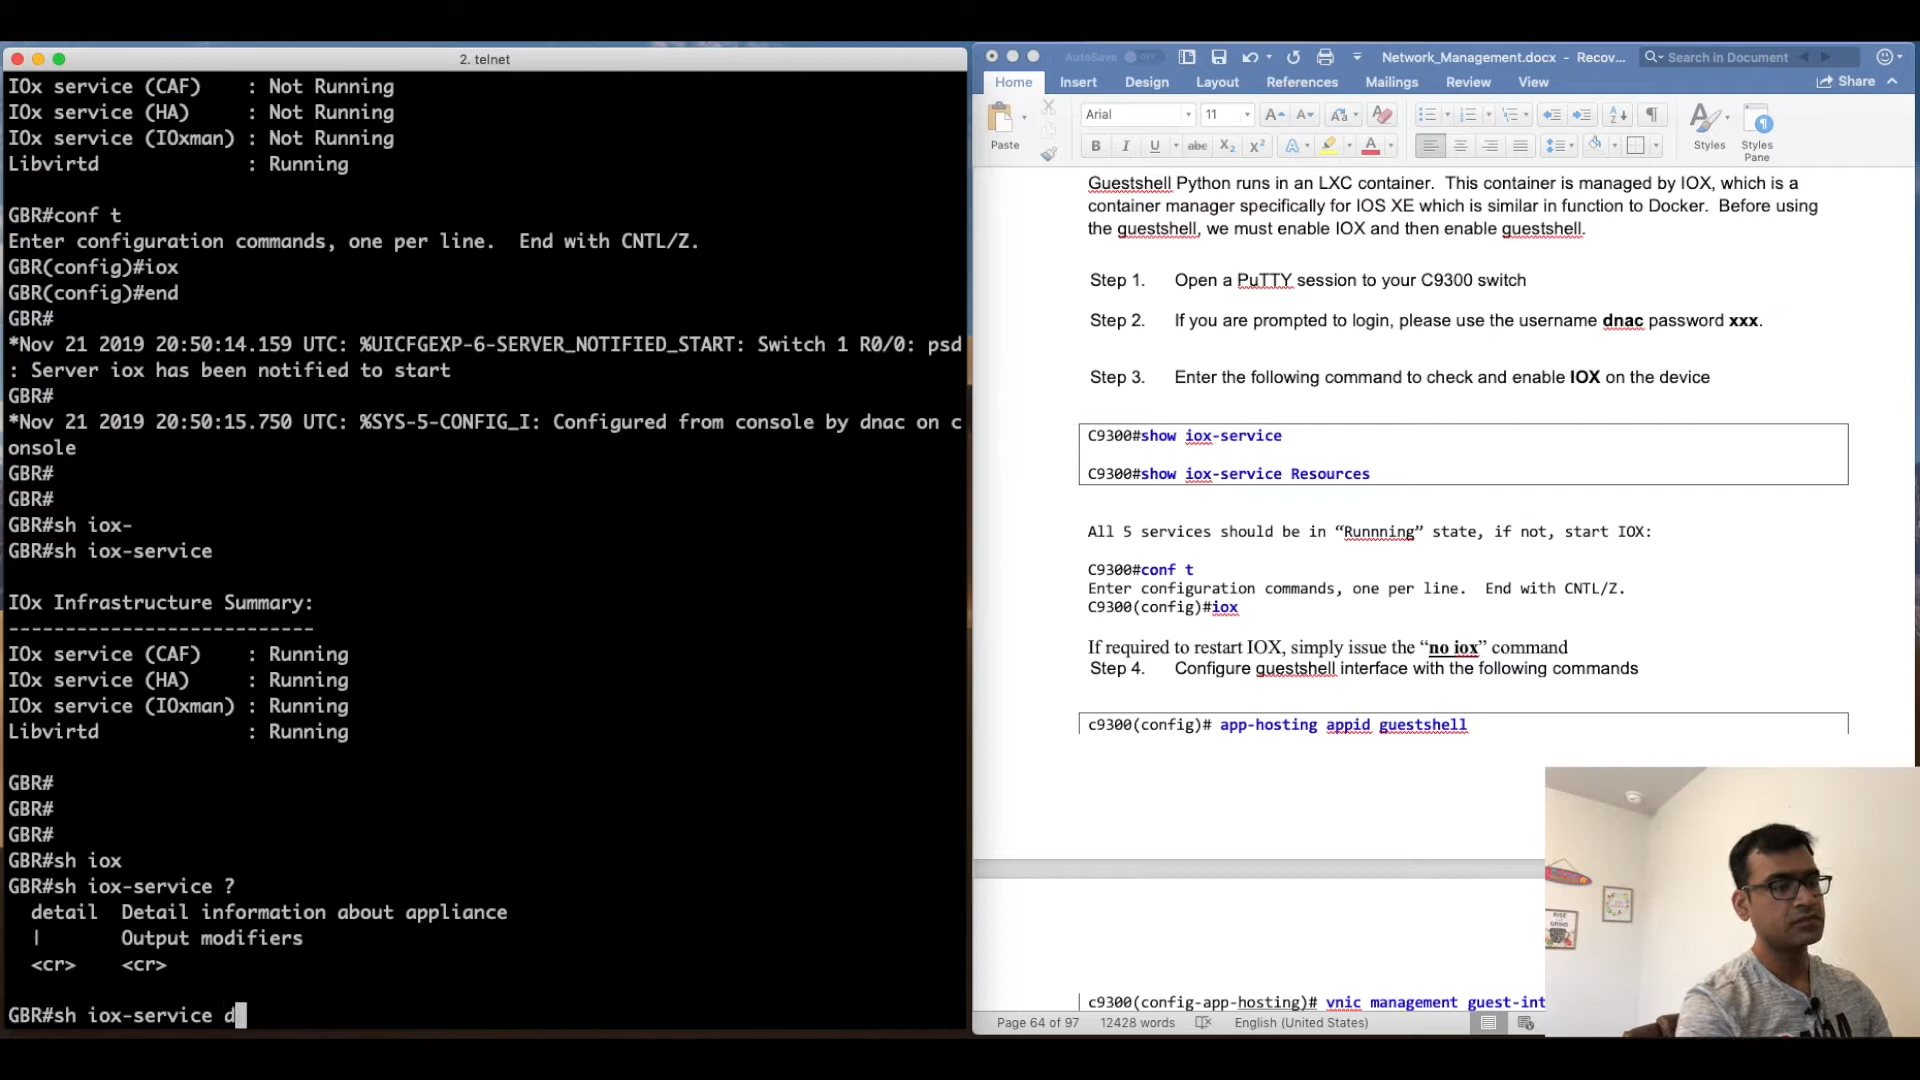 2. telnet
IOx service (CAF)    : Not Running
IOx service (HA)     : Not Running
IOx service (IOxman) : Not Running
Libvirtd             : Running
GBR#conf t
Enter configuration commands, one per line.  End with CNTL/Z.
GBR(config)#iox
GBR(config)#end
GBR#
*Nov 21 2019 20:50:14.159 UTC: %UICFGEXP-6-SERVER_NOTIFIED_START: Switch 1 R0/0: psd
: Server iox has been notified to start
GBR#
*Nov 21 2019 20:50:15.750 UTC: %SYS-5-CONFIG_I: Configured from console by dnac on c
onsole
GBR#
GBR#
GBR#sh iox-
GBR#sh iox-service
IOx Infrastructure Summary:
---------------------------
IOx service (CAF)    : Running
IOx service (HA)     : Running
IOx service (IOxman) : Running
Libvirtd             : Running
GBR#
GBR#
GBR#
GBR#sh iox
GBR#sh iox-service ?
detail  Detail information about appliance
|       Output modifiers
<cr>    <cr>
GBR#sh iox-service d
AutoSave
Network_Management.docx - Recov...
Search in Document
Home Insert Design Layout References Mailings Review View
Share
Paste
Arial 11
Styles
Styles Pane
Guestshell Python runs in an LXC container.  This container is managed by IOX, which is a
container manager specifically for IOS XE which is similar in function to Docker.  Before using
the guestshell, we must enable IOX and then enable guestshell.
Step 1. Open a PuTTY session to your C9300 switch
Step 2. If you are prompted to login, please use the username dnac password xxx.
Step 3. Enter the following command to check and enable IOX on the device
C9300#show iox-service
C9300#show iox-service Resources
All 5 services should be in “Runnning” state, if not, start IOX:
C9300#conf t
Enter configuration commands, one per line.  End with CNTL/Z.
C9300(config)#iox
If required to restart IOX, simply issue the “no iox” command
Step 4. Configure guestshell interface with the following commands
c9300(config)# app-hosting appid guestshell
c9300(config-app-hosting)# vnic management guest-int
Page 64 of 97 12428 words English (United States)
RISE
GRIND